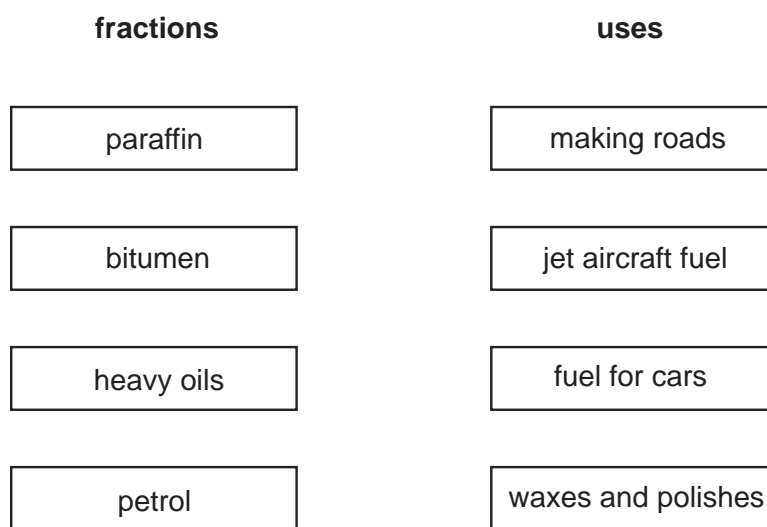 fractions uses
paraffin making roads
bitumen jet aircraft fuel
heavy oils fuel for cars
petrol waxes and polishes